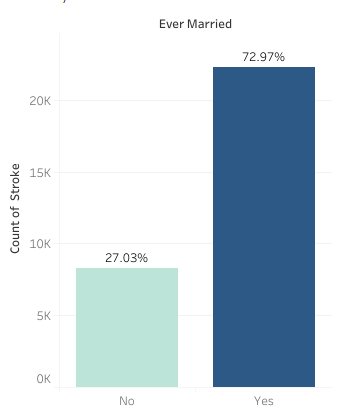 Ever Married
72.97%
20K
15K
Count of Stroke
10K
27.03%
5K
0K
No
Yes